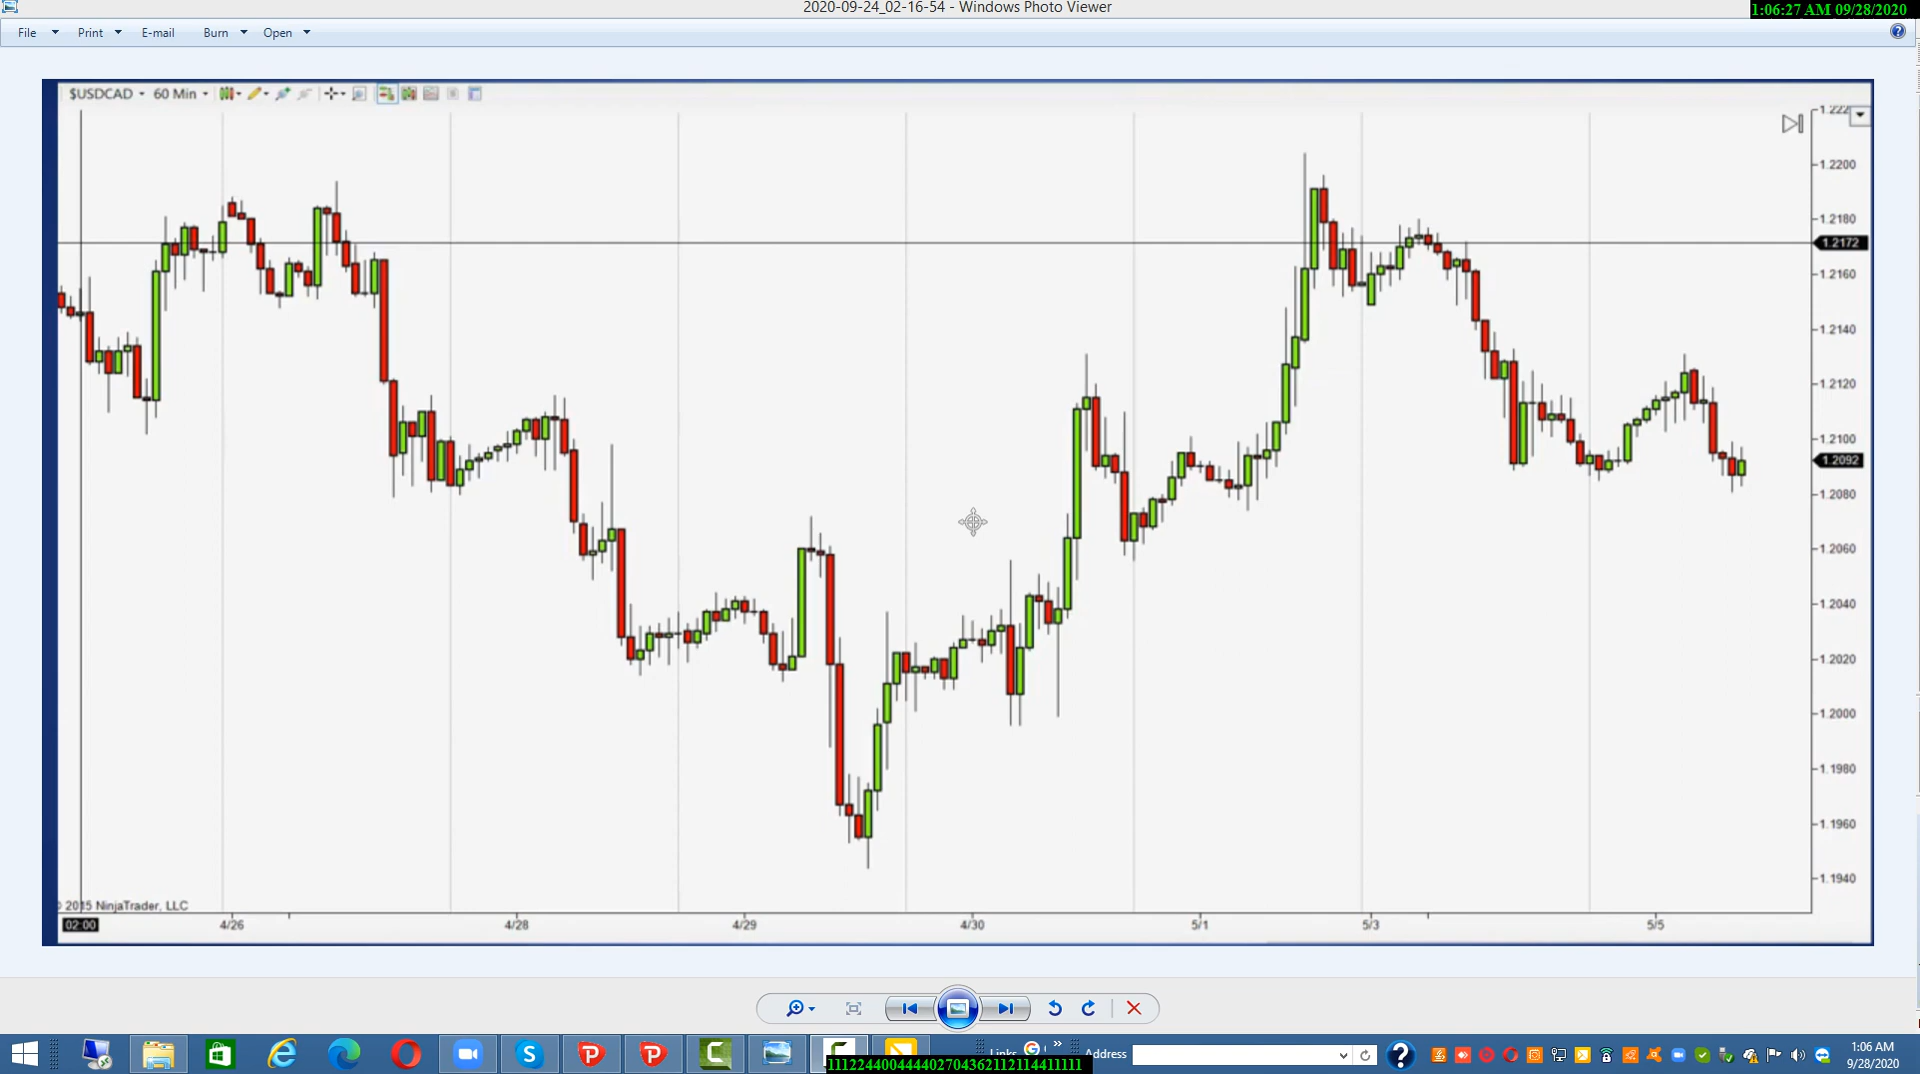 2020-09-24_02-16-54 - Windows Photo Viewer
1:06:27 AM 09/28/2020
File Print E-mail Burn Open
$USDCAD 60 Min
1.222
1.2200
1.2180
1.2172
1.2160
1.2140
1.2120
1.2100
1.2092
1.2080
1.2060
1.2040
1.2020
1.2000
1.1980
1.1960
1.1940
© 2015 NinjaTrader, LLC
02:00 4/26 4/28 4/29 4/30 5/1 5/3 5/5
Links Address
1:06 AM
9/28/2020